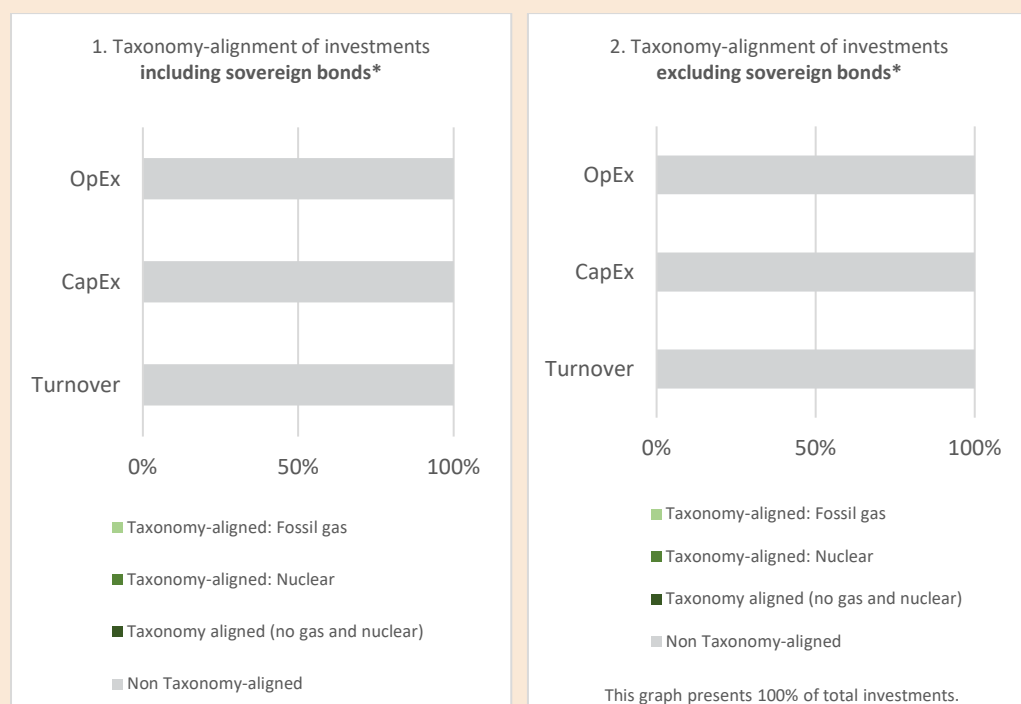 1. Taxonomy-alignment of investments
including sovereign bonds*
OpEx
CapEx
Turnover
0% 50% 100%
Taxonomy-aligned: Fossil gas
Taxonomy-aligned: Nuclear
Taxonomy aligned (no gas and nuclear)
Non Taxonomy-aligned
2. Taxonomy-alignment of investments
excluding sovereign bonds*
OpEx
CapEx
Turnover
0% 50% 100%
Taxonomy-aligned: Fossil gas
Taxonomy-aligned: Nuclear
Taxonomy aligned (no gas and nuclear)
Non Taxonomy-aligned
This graph presents 100% of total investments.